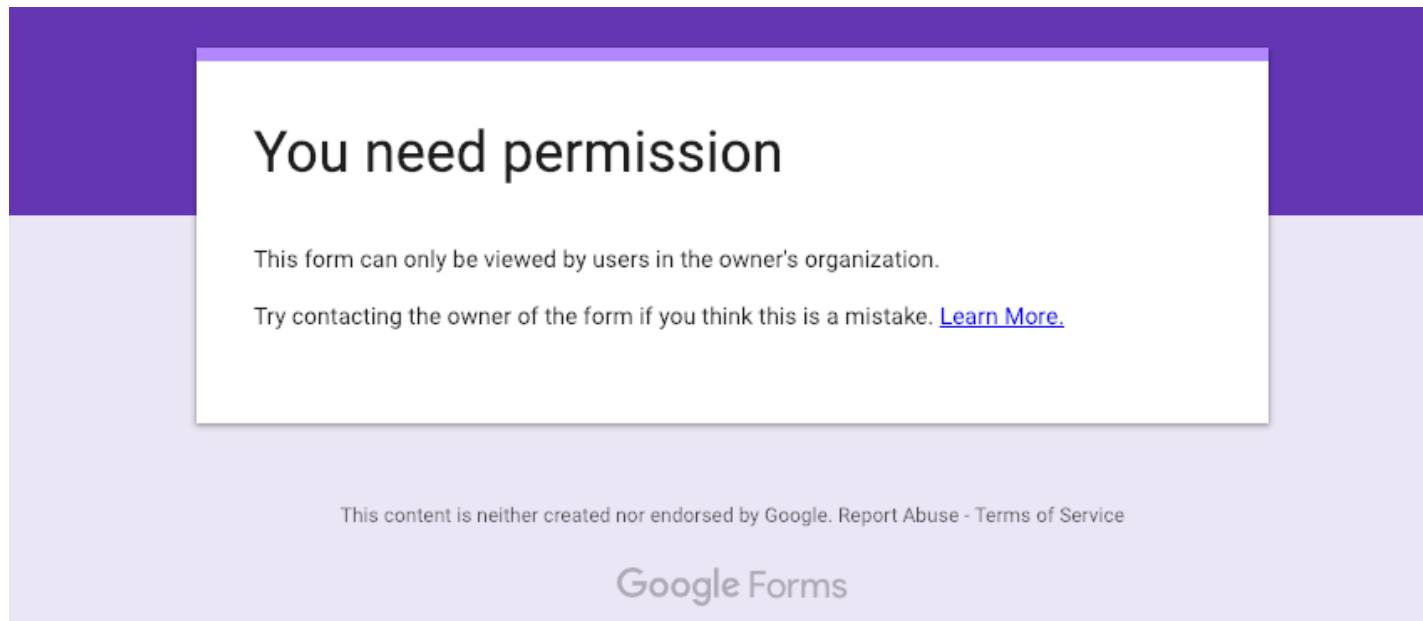 You need permission
This form can only be viewed by users in the owner's organization.
Try contacting the owner of the form if you think this is a mistake. Learn More.
This content is neither created nor endorsed by Google. Report Abuse - Terms of Service
Google Forms